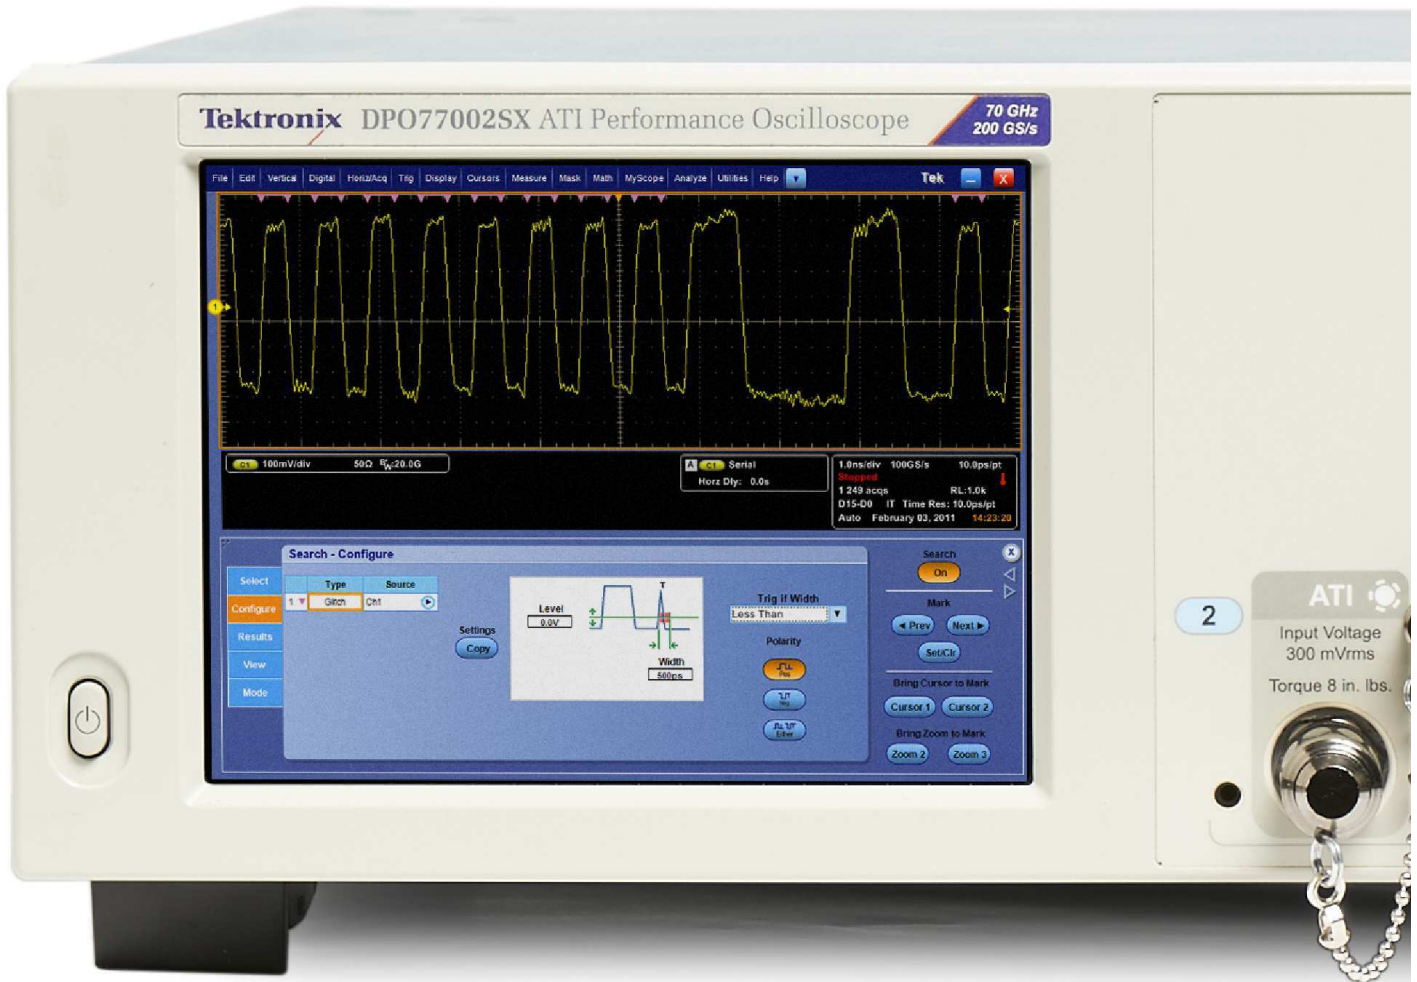 Tektronix DPO77002SX ATI Performance Oscilloscope
70 GHz
200 GS/s
File Edit Vertical Digital Horiz/Acq Trig Display Cursors Measure Mask Math MyScope Analyze Utilities Help Tek X
1
C1 100mV/div 50Ω BW:20.0G
A C1 Serial
Horz Dly: 0.0s
1.0ns/div 100GS/s 10.0ps/pt
Stopped
1 249 acqs RL:1.0k
D15-D0 IT Time Res: 10.0ps/pt
Auto February 03, 2011 14:23:20
Search - Configure
Select
Configure
Results
View
Mode
Type Source
1 Glitch Ch1
Settings
Copy
Level
0.0V
T
Width
500ps
Trig if Width
Less Than
Polarity
Pos
Neg
Either
Search
On
X
Mark
Prev Next
Set/Clr
Bring Cursor to Mark
Cursor 1 Cursor 2
Bring Zoom to Mark
Zoom 2 Zoom 3
2
ATI
Input Voltage
300 mVrms
Torque 8 in. lbs.